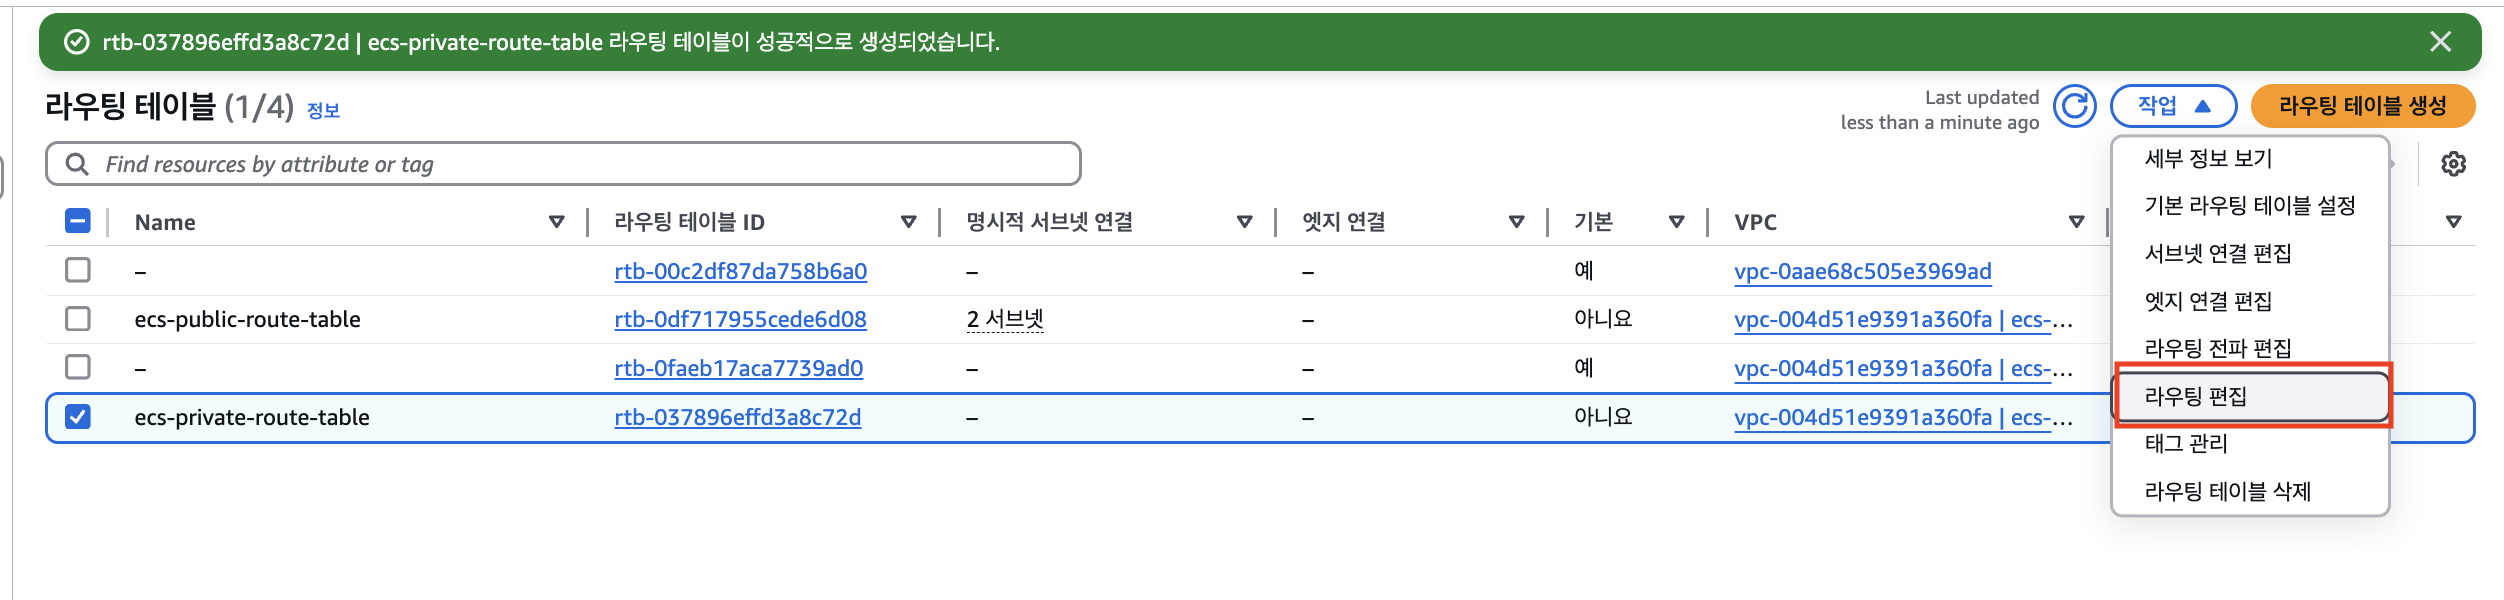 rtb-037896effd3a8c72d | ecs-private-route-table 라우팅 테이블이 성공적으로 생성되었습니다.
라우팅 테이블 (1/4) 정보
Last updated
less than a minute ago
작업
라우팅 테이블 생성
Find resources by attribute or tag
Name 라우팅 테이블 ID 명시적 서브넷 연결 엣지 연결 기본 VPC
– rtb-00c2df87da758b6a0 – – 예 vpc-0aae68c505e3969ad
ecs-public-route-table rtb-0df717955cede6d08 2 서브넷 – 아니요 vpc-004d51e9391a360fa | ecs-...
– rtb-0faeb17aca7739ad0 – – 예 vpc-004d51e9391a360fa | ecs-...
ecs-private-route-table rtb-037896effd3a8c72d – – 아니요 vpc-004d51e9391a360fa | ecs-...
세부 정보 보기
기본 라우팅 테이블 설정
서브넷 연결 편집
엣지 연결 편집
라우팅 전파 편집
라우팅 편집
태그 관리
라우팅 테이블 삭제